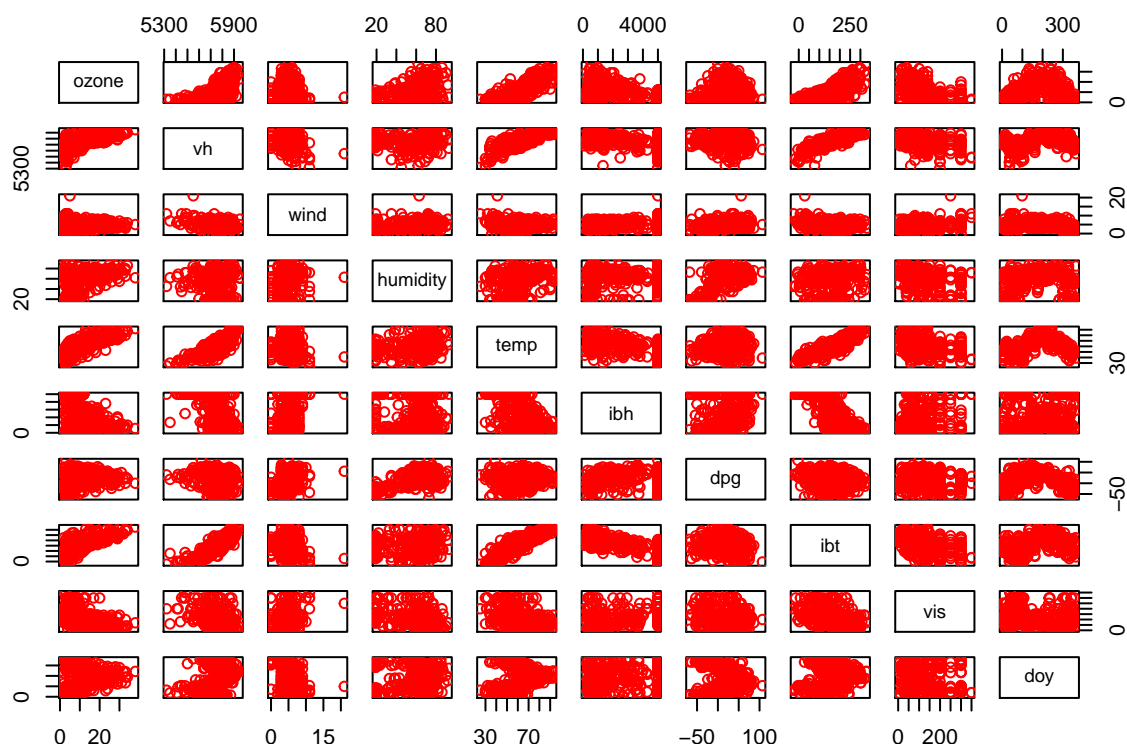 5300 5900 20 80 0 4000 0 250 0 300
ozone 0
5300 vh
wind 0 20
20 humidity
temp 30
0 ibh
dpg −50
0 ibt
vis 0
0 doy
0 20 0 15 30 70 −50 100 0 200